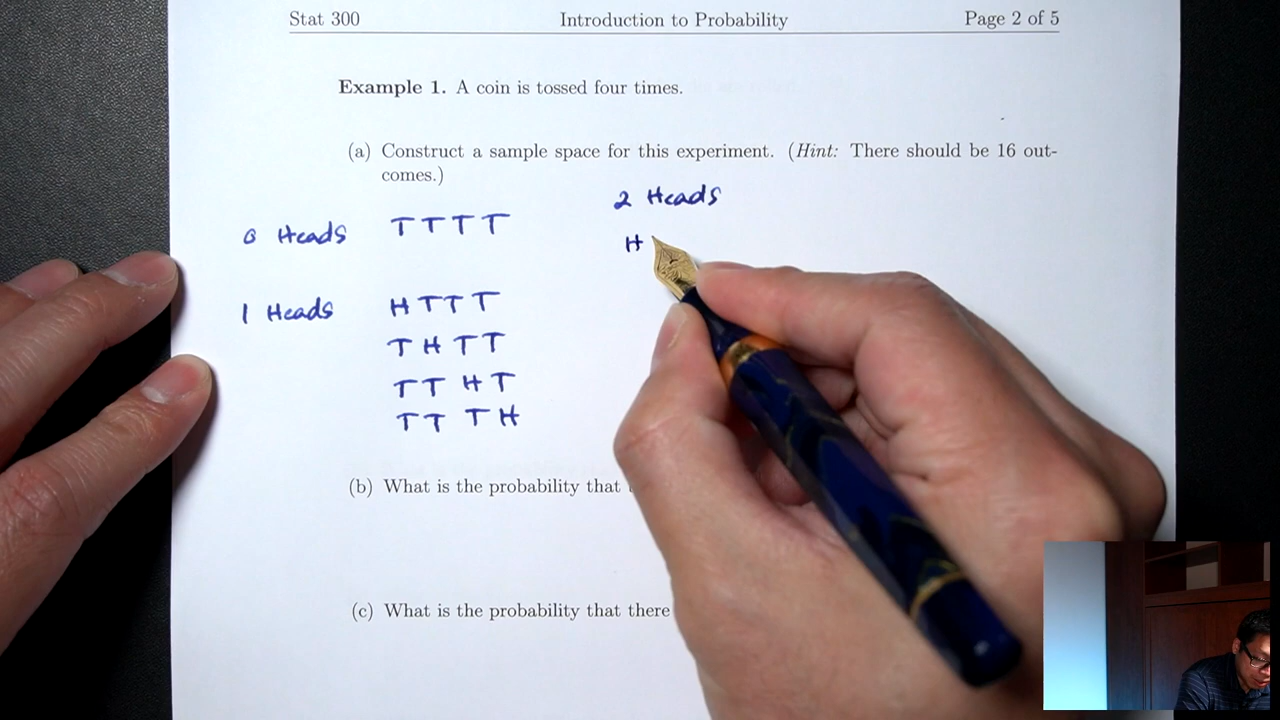 Stat 300 Introduction to Probability Page 2 of 5
Example 1. A coin is tossed four times.
(a) Construct a sample space for this experiment. (Hint: There should be 16 out-
comes.)
0 Heads TTTT
1 Heads HTTT
THTT
TTHT
TTTH
2 Heads
H
(b) What is the probability that
(c) What is the probability that there